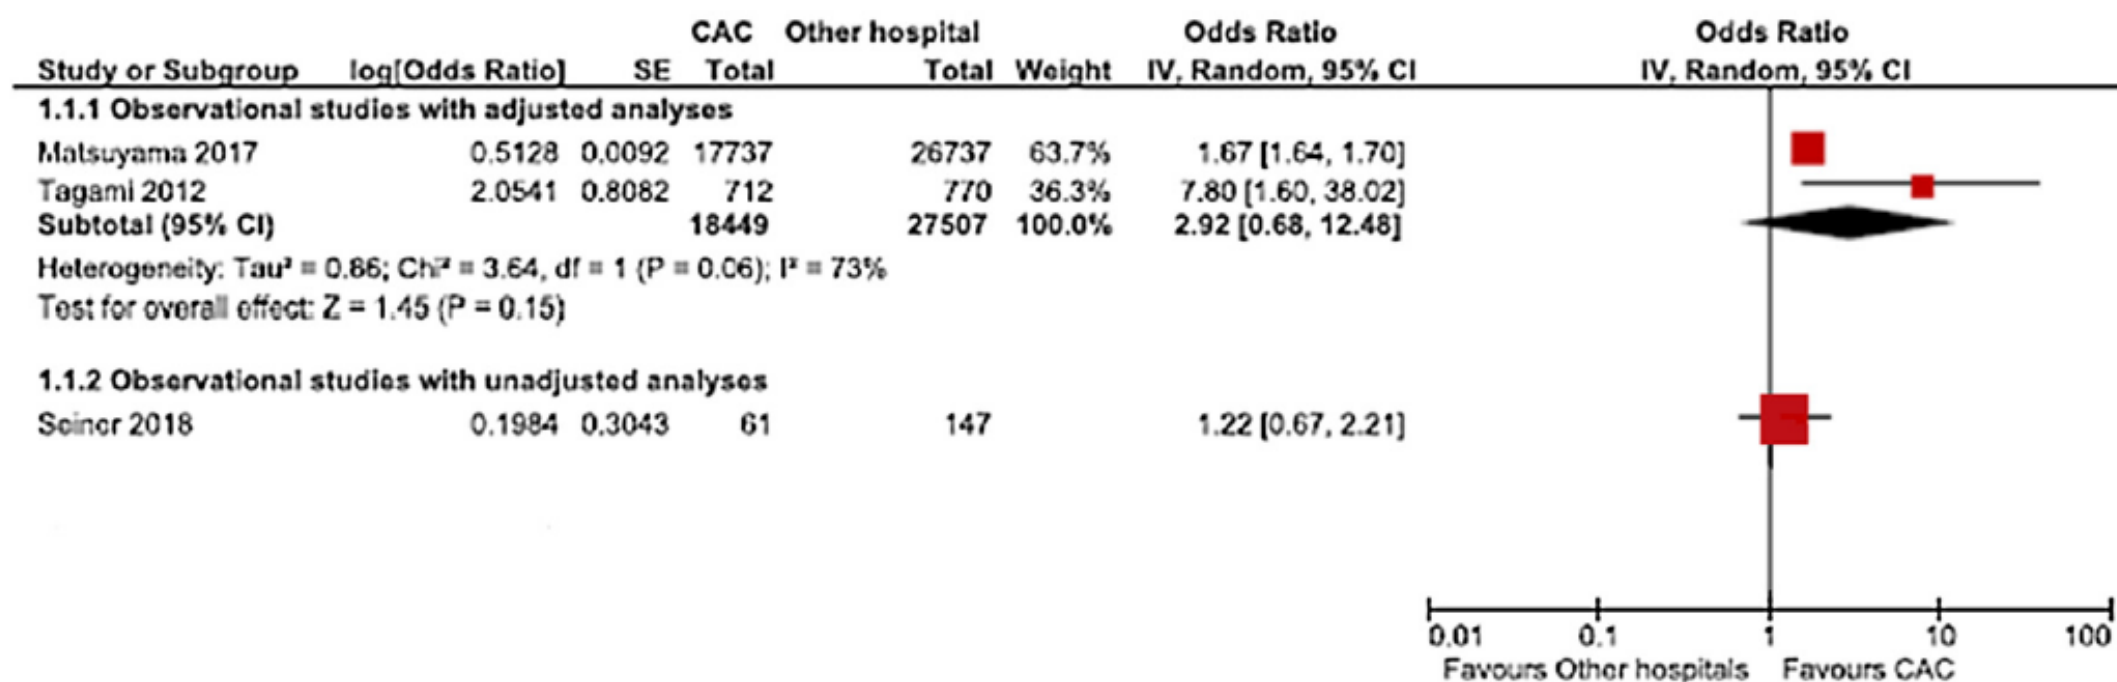 CAC Other hospital Odds Ratio Odds Ratio
Study or Subgroup log[Odds Ratio] SE Total Total Weight IV, Random, 95% CI IV, Random, 95% CI
1.1.1 Observational studies with adjusted analyses
Matsuyama 2017 0.5128 0.0092 17737 26737 63.7% 1.67 [1.64, 1.70]
Tagami 2012 2.0541 0.8082 712 770 36.3% 7.80 [1.60, 38.02]
Subtotal (95% CI) 18449 27507 100.0% 2.92 [0.68, 12.48]
Heterogeneity: Tau² = 0.86; Chi² = 3.64, df = 1 (P = 0.06); I² = 73%
Test for overall effect: Z = 1.45 (P = 0.15)
1.1.2 Observational studies with unadjusted analyses
Seiner 2018 0.1984 0.3043 61 147 1.22 [0.67, 2.21]
0.01 0.1 1 10 100
Favours Other hospitals Favours CAC